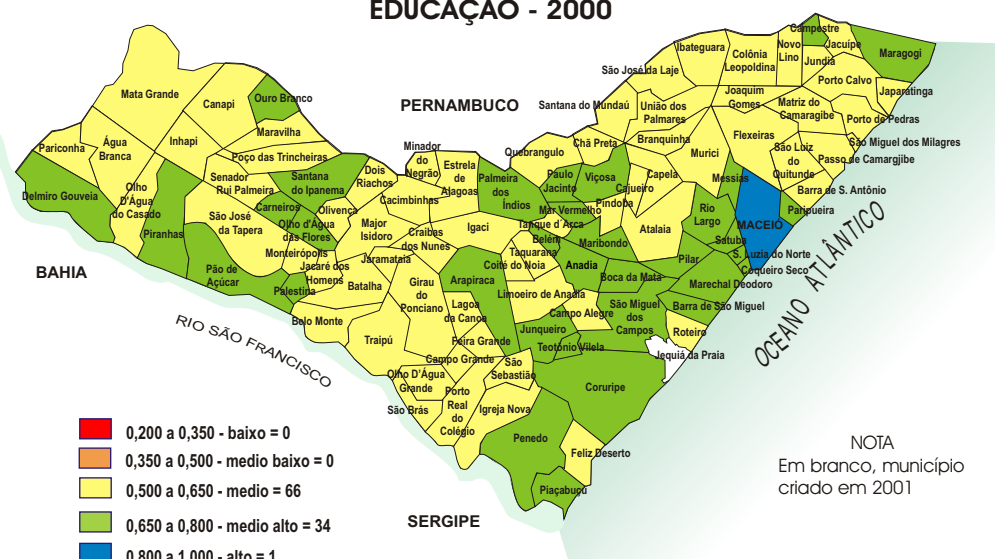 EDUCAÇÃO - 2000
Campestre
Ibateguara
Colônia
Leopoldina
Novo
Lino
Jacuípe
Jundiá
Maragogi
São José da Laje
Porto Calvo
Mata Grande
Canapi
Ouro Branco
PERNAMBUCO
Santana do Mundaú
União dos
Palmares
Joaquim
Gomes
Matriz do
Camaragibe
Japaratinga
Porto de Pedras
Maravilha
Branquinha
Flexeiras
São Miguel dos Milagres
Pariconha
Água
Branca
Inhapi
Poço das Trincheiras
Minador
do
Negrão
Estrela
de
Alagoas
Quebrangulo
Chã Preta
Murici
São Luiz
do
Quitunde
Passo de Camargjibe
Delmiro Gouveia
Olho
D'Água
do Casado
Senador
Rui Palmeira
Santana
do Ipanema
Dois
Riachos
Cacimbinhas
Palmeira
dos
Índios
Paulo
Jacinto
Viçosa
Cajueiro
Capela
Messias
Barra de S. Antônio
Carneiros
Olivença
Mar Vermelho
Pindoba
Rio
Largo
Paripueira
Piranhas
São José
da Tapera
Olho d'Água
das Flores
Major
Isidoro
Craibas
dos Nunes
Igaci
Tanque d'Arca
Belém
Maribondo
Atalaia
MACEIÓ
Satuba
Monteirópolis
Jaramataia
Taquarana
Coité do Noia
Anadia
Pilar
S. Luzia do Norte
Coqueiro Seco
BAHIA
Pão de
Açúcar
Jacaré dos
Homens
Palestina
Batalha
Girau
do
Ponciano
Arapiraca
Limoeiro de Anadia
Boca da Mata
Marechal Deodoro
OCEANO ATLÂNTICO
Belo Monte
Lagoa
da Canoa
Campo Alegre
São Miguel
dos
Campos
Barra de São Miguel
RIO SÃO FRANCISCO
Traipú
Feira Grande
Junqueiro
Teotônio Vilela
Roteiro
Jequiá da Praia
Campo Grande
São
Sebastião
Olho D'Água
Grande
Coruripe
São Brás
Porto
Real
do
Colégio
Igreja Nova
Penedo
Feliz Deserto
Piaçabuçú
SERGIPE
0,200 a 0,350 - baixo = 0
0,350 a 0,500 - medio baixo = 0
0,500 a 0,650 - medio = 66
0,650 a 0,800 - medio alto = 34
0,800 a 1,000 - alto = 1
NOTA
Em branco, município
criado em 2001